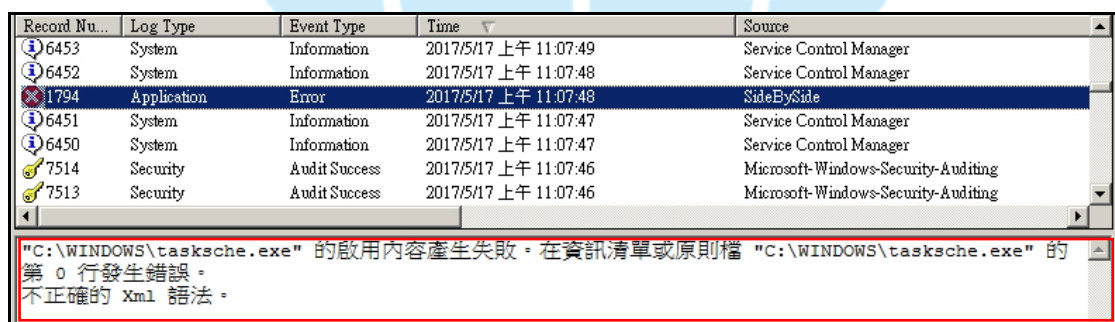 Record Nu... Log Type Event Type Time Source
6453 System Information 2017/5/17 上午 11:07:49 Service Control Manager
6452 System Information 2017/5/17 上午 11:07:48 Service Control Manager
1794 Application Error 2017/5/17 上午 11:07:48 SideBySide
6451 System Information 2017/5/17 上午 11:07:47 Service Control Manager
6450 System Information 2017/5/17 上午 11:07:47 Service Control Manager
7514 Security Audit Success 2017/5/17 上午 11:07:46 Microsoft-Windows-Security-Auditing
7513 Security Audit Success 2017/5/17 上午 11:07:46 Microsoft-Windows-Security-Auditing
"C:\WINDOWS\tasksche.exe" 的啟用內容產生失敗。在資訊清單或原則檔 "C:\WINDOWS\tasksche.exe" 的
第 0 行發生錯誤。
不正確的 Xml 語法。